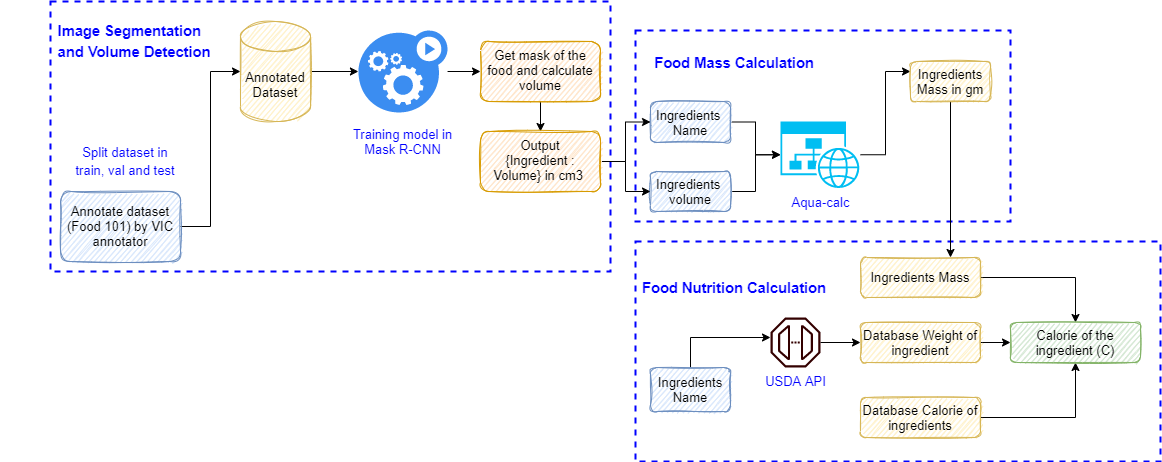 Image Segmentation
and Volume Detection
Annotated
Dataset
Training model in
Mask R-CNN
Get mask of the
food and calculate
volume
Output
{Ingredient :
Volume} in cm3
Split dataset in
train, val and test
Annotate dataset
(Food 101) by VIC
annotator
Food Mass Calculation
Ingredients
Name
Ingredients
volume
Aqua-calc
Ingredients
Mass in gm
Food Nutrition Calculation
Ingredients Mass
Ingredients
Name
USDA API
Database Weight of
ingredient
Database Calorie of
ingredients
Calorie of the
ingredient (C)